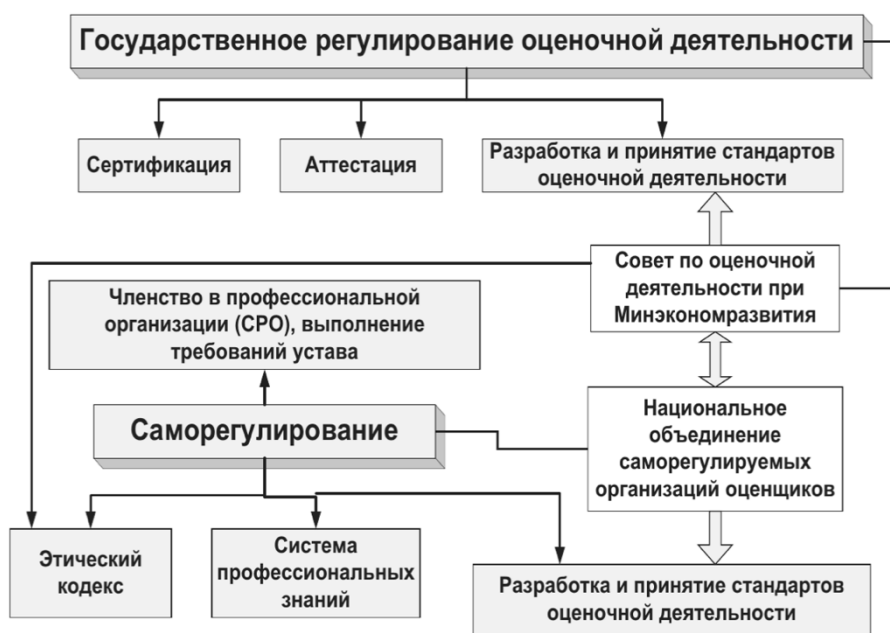 Государственное регулирование оценочной деятельности
Сертификация
Аттестация
Разработка и принятие стандартов
оценочной деятельности
Совет по оценочной
деятельности при
Минэкономразвития
Членство в профессиональной
организации (СРО), выполнение
требований устава
Саморегулирование
Национальное
объединение
саморегулируемых
организаций оценщиков
Этический
кодекс
Система
профессиональных
знаний
Разработка и принятие стандартов
оценочной деятельности